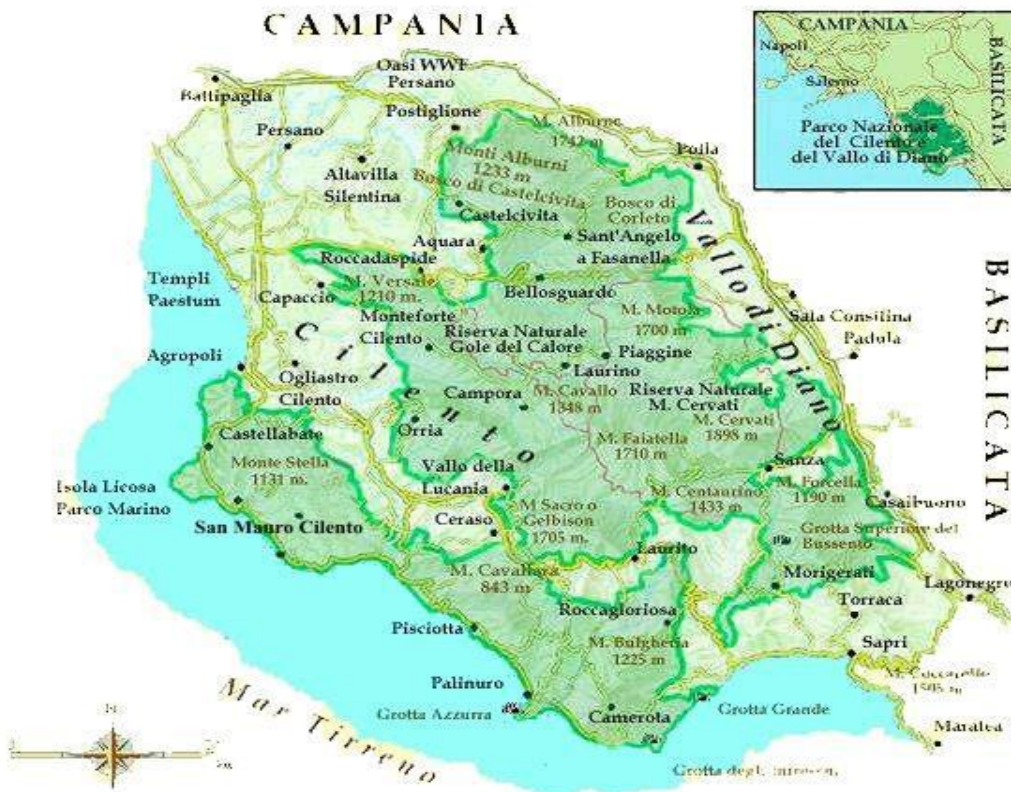 CAMPANIA
Oasi WWF
Persano
Battipaglia
Postiglione
Persano
M. Alburno
1742 m
Polla
Monti Alburni
1233 m
Altavilla
Silentina
Bosco di Castelcivita
Castelcivita
Bosco di
Corleto
Sant'Angelo
a Fasanella
Aquara
Roccadaspide
Templi
Paestum
Capaccio
M. Versale
1210 m.
Bellosguardo
Vallo di Diano
BASILICATA
Monteforte
Cilento
M. Motola
1700 m
Sala Consilina
Padula
Riserva Naturale
Gole del Calore
Piaggine
Laurino
Agropoli
Ogliastro
Cilento
Cilento
Campora
M. Cavallo
1348 m
Riserva Naturale
M. Cervati
M. Cervati
1898 m
Orria
Castellabate
M. Faiatella
1710 m
Monte Stella
1131 m.
Vallo della
Lucania
Sanza
M. Centaurino
1433 m
M. Forcella
1190 m
Casalbuono
Isola Licosa
Parco Marino
San Mauro Cilento
Ceraso
M Sacro o
Gelbison
1705 m.
Grotta Superiore del
Bussento
Laurito
M. Cavallara
843 m
Morigerati
Lagonegro
Roccagloriosa
Torraca
Pisciotta
M. Bulgheria
1225 m
Sapri
Palinuro
Grotta Azzurra
Camerota
Grotta Grande
Maratea
Mar Tirreno
CAMPANIA
Napoli
Salerno
BASILICATA
Parco Nazionale
del Cilento e
del Vallo di Diano